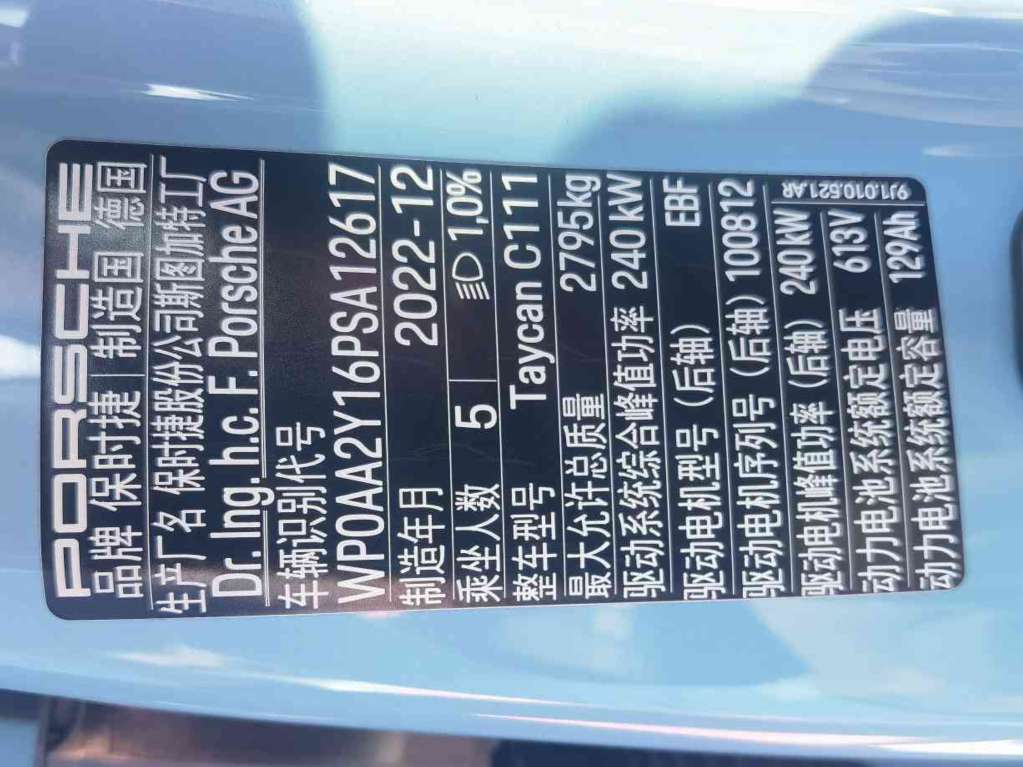 PORSCHE
品牌 保时捷 制造国 德国
生产厂名 保时捷股份公司斯图加特工厂
Dr. Ing. h.c. F. Porsche AG
车辆识别代号
WP0AA2Y16PSA12617
制造年月 2022-12
乘坐人数 5 1,0%
整车型号 Taycan C111
最大允许总质量 2795kg
驱动系统综合峰值功率 240kW
驱动电机型号(后轴) EBF
驱动电机序列号(后轴) 100812
驱动电机峰值功率(后轴) 240kW
动力电池系统额定电压 613V
动力电池系统额定容量 129Ah
9J1.010.521.AR